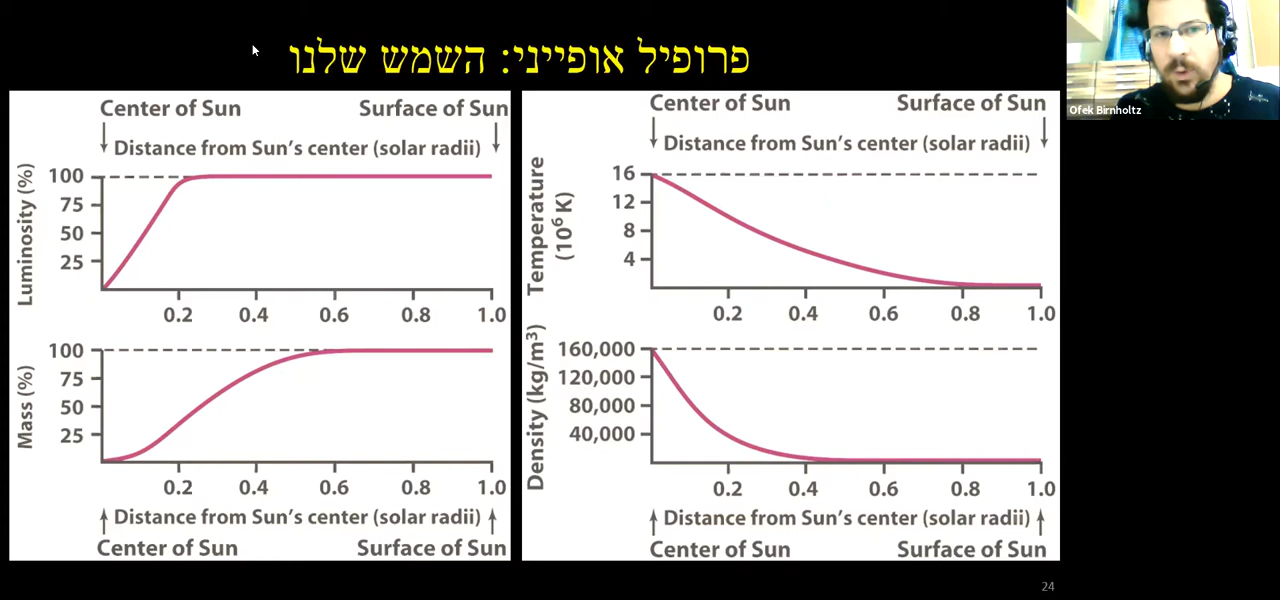 פרופיל אופייני: השמש שלנו
Center of Sun Surface of Sun
Distance from Sun's center (solar radii)
Luminosity (%)
100
75
50
25
0.2 0.4 0.6 0.8 1.0
Mass (%)
100
75
50
25
0.2 0.4 0.6 0.8 1.0
Distance from Sun's center (solar radii)
Center of Sun Surface of Sun
Center of Sun Surface of Sun
Distance from Sun's center (solar radii)
Temperature
(10⁶ K)
16
12
8
4
0.2 0.4 0.6 0.8 1.0
Density (kg/m³)
160,000
120,000
80,000
40,000
0.2 0.4 0.6 0.8 1.0
Distance from Sun's center (solar radii)
Center of Sun Surface of Sun
Ofek Birnholtz
24